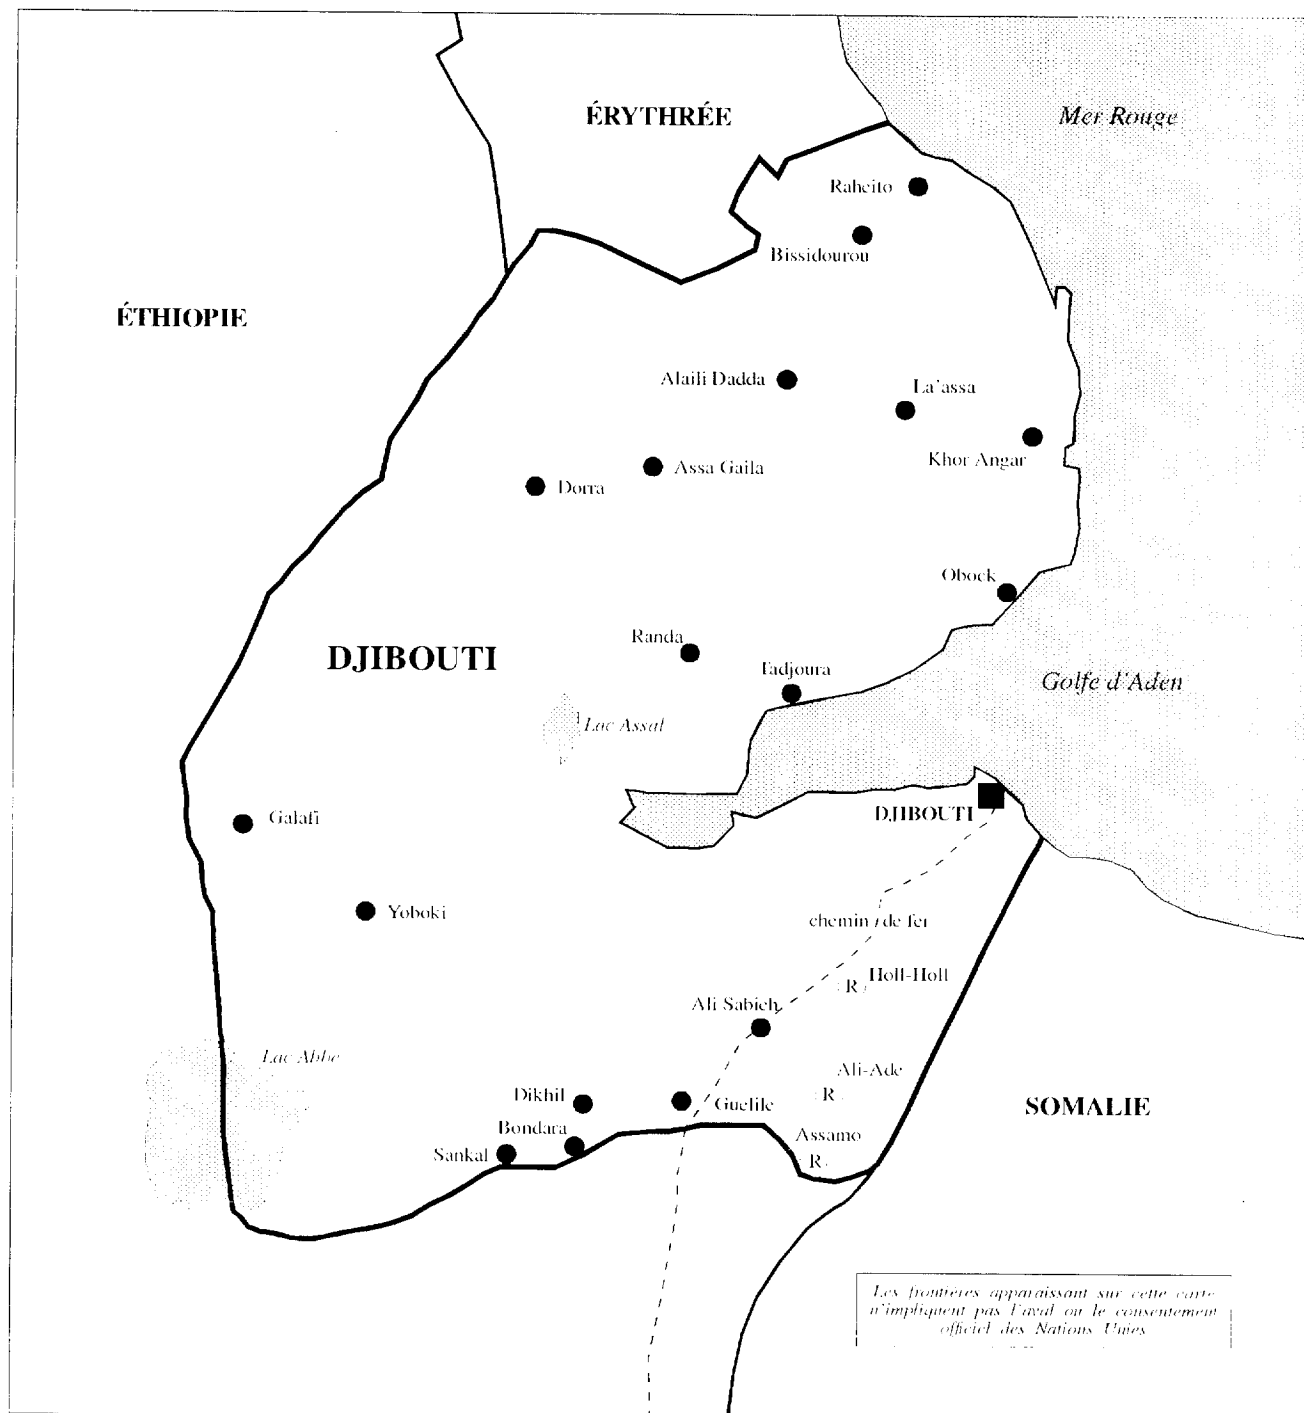 ÉRYTHRÉE
Mer Rouge
Raheito
Bissidourou
ÉTHIOPIE
Alaili Dadda
La'assa
Khor Angar
Assa Gaila
Dorra
Obock
Randa
DJIBOUTI
Tadjoura
Golfe d'Aden
Lac Assal
Galafi
DJIBOUTI
Yoboki
chemin de fer
R Holl-Holl
Ali Sabieh
Lac Abbe
Ali-Ade
R
Dikhil
Guelile
SOMALIE
Bondara
Assamo
Sankal
R
Les frontières apparaissant sur cette carte
n'impliquent pas l'aval ou le consentement
officiel des Nations Unies